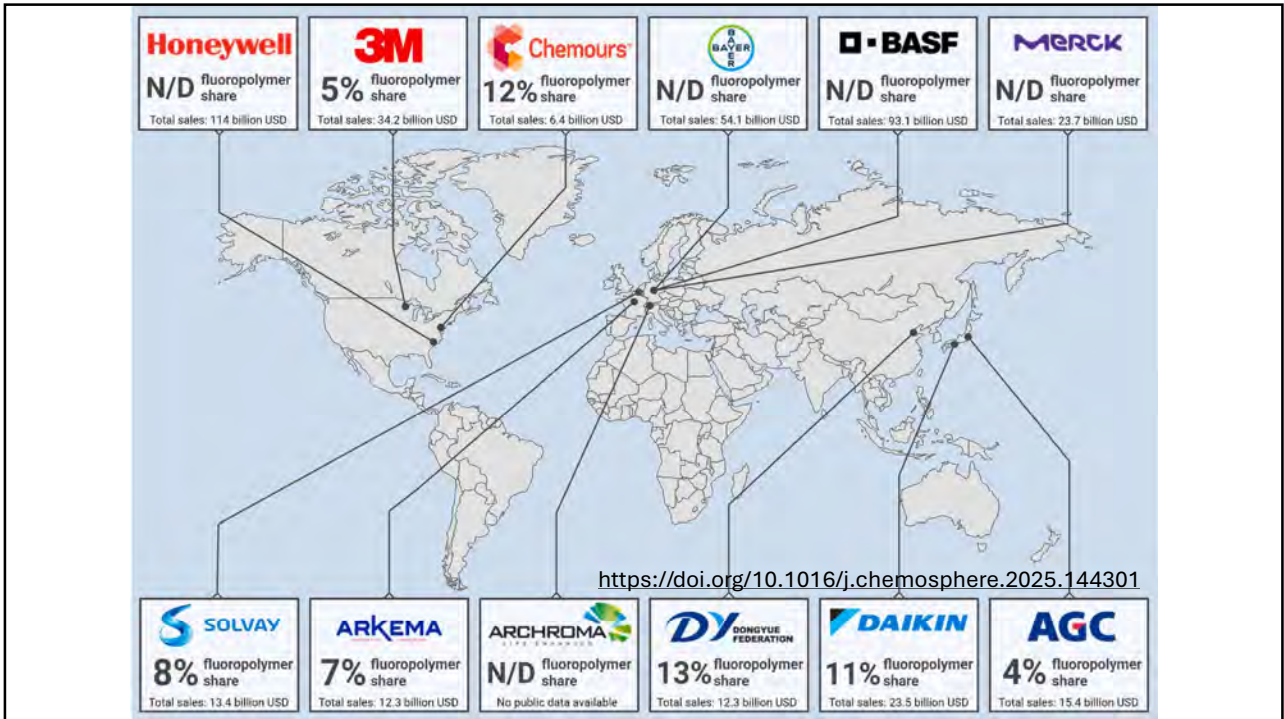 Honeywell
N/D fluoropolymer share
Total sales: 114 billion USD
3M
5% fluoropolymer share
Total sales: 34.2 billion USD
Chemours™
12% fluoropolymer share
Total sales: 6.4 billion USD
BAYER
BAYER
N/D fluoropolymer share
Total sales: 54.1 billion USD
BASF
N/D fluoropolymer share
Total sales: 93.1 billion USD
MERCK
N/D fluoropolymer share
Total sales: 23.7 billion USD
https://doi.org/10.1016/j.chemosphere.2025.144301
SOLVAY
8% fluoropolymer share
Total sales: 13.4 billion USD
ARKEMA
7% fluoropolymer share
Total sales: 12.3 billion USD
ARCHROMA
LIFE ENHANCED
N/D fluoropolymer share
No public data available
DY DONGYUE FEDERATION
13% fluoropolymer share
Total sales: 12.3 billion USD
DAIKIN
11% fluoropolymer share
Total sales: 23.5 billion USD
AGC
4% fluoropolymer share
Total sales: 15.4 billion USD